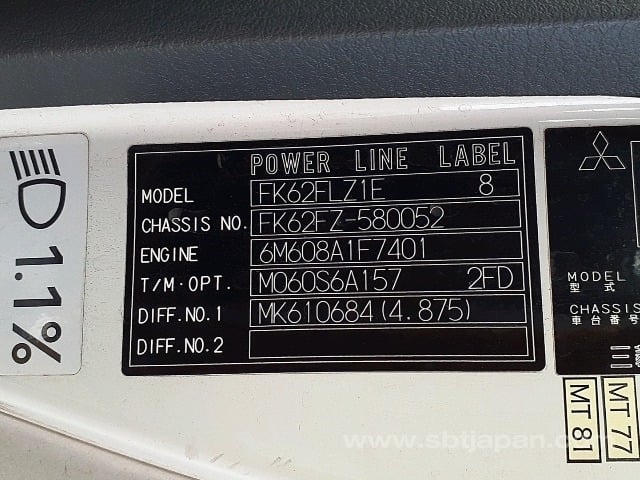 POWER LINE LABEL
MODEL FK62FLZ1E 8
CHASSIS NO. FK62FZ-580052
ENGINE 6M608A1F7401
T/M·OPT. M060S6A157 2FD
DIFF.NO.1 MK610684(4.875)
DIFF.NO.2
1.1%
MODEL
型式
CHASSIS
車台番号
MT 81
MT 77
www.sbtjapan.com